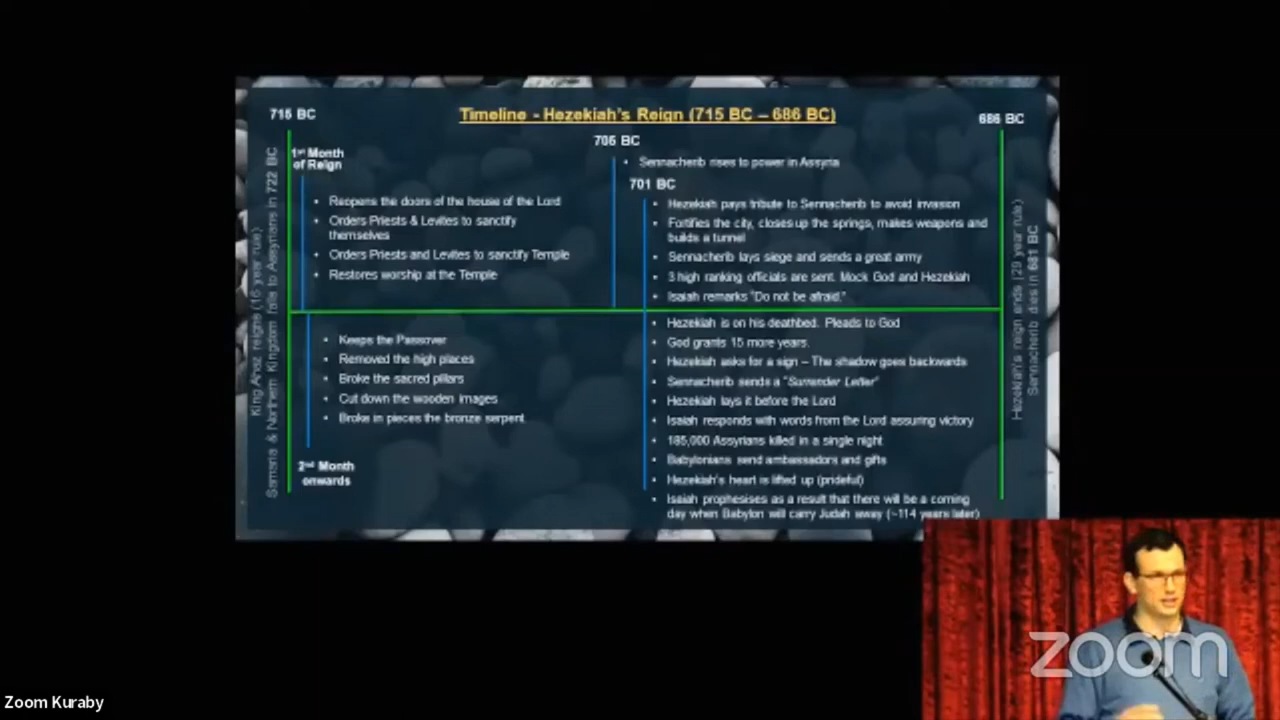 715 BC
Timeline - Hezekiah's Reign (715 BC – 686 BC)
686 BC
705 BC
1st Month
of Reign
Sennacherib rises to power in Assyria
701 BC
• Reopens the doors of the house of the Lord
• Orders Priests & Levites to sanctify
themselves
• Orders Priests and Levites to sanctify Temple
• Restores worship at the Temple
• Hezekiah pays tribute to Sennacherib to avoid invasion
• Fortifies the city, closes up the springs, makes weapons and
builds a tunnel
• Sennacherib lays siege and sends a great army
• 3 high ranking officials are sent. Mock God and Hezekiah
• Isaiah remarks "Do not be afraid."
• Keeps the Passover
• Removed the high places
• Broke the sacred pillars
• Cut down the wooden images
• Broke in pieces the bronze serpent
2nd Month
onwards
• Hezekiah is on his deathbed. Pleads to God
• God grants 15 more years.
• Hezekiah asks for a sign – The shadow goes backwards
• Sennacherib sends a "Surrender Letter"
• Hezekiah lays it before the Lord
• Isaiah responds with words from the Lord assuring victory
• 185,000 Assyrians killed in a single night
• Babylonians send ambassadors and gifts
• Hezekiah's heart is lifted up (prideful)
• Isaiah prophesises as a result that there will be a coming
day when Babylon will carry Judah away (~114 years later)
King Ahaz reigns (16 year rule)
Samaria & Northern Kingdom falls to Assyrians in 722 BC
Hezekiah's reign ends (29 year rule)
Sennacherib dies in 681 BC
zoom
Zoom Kuraby